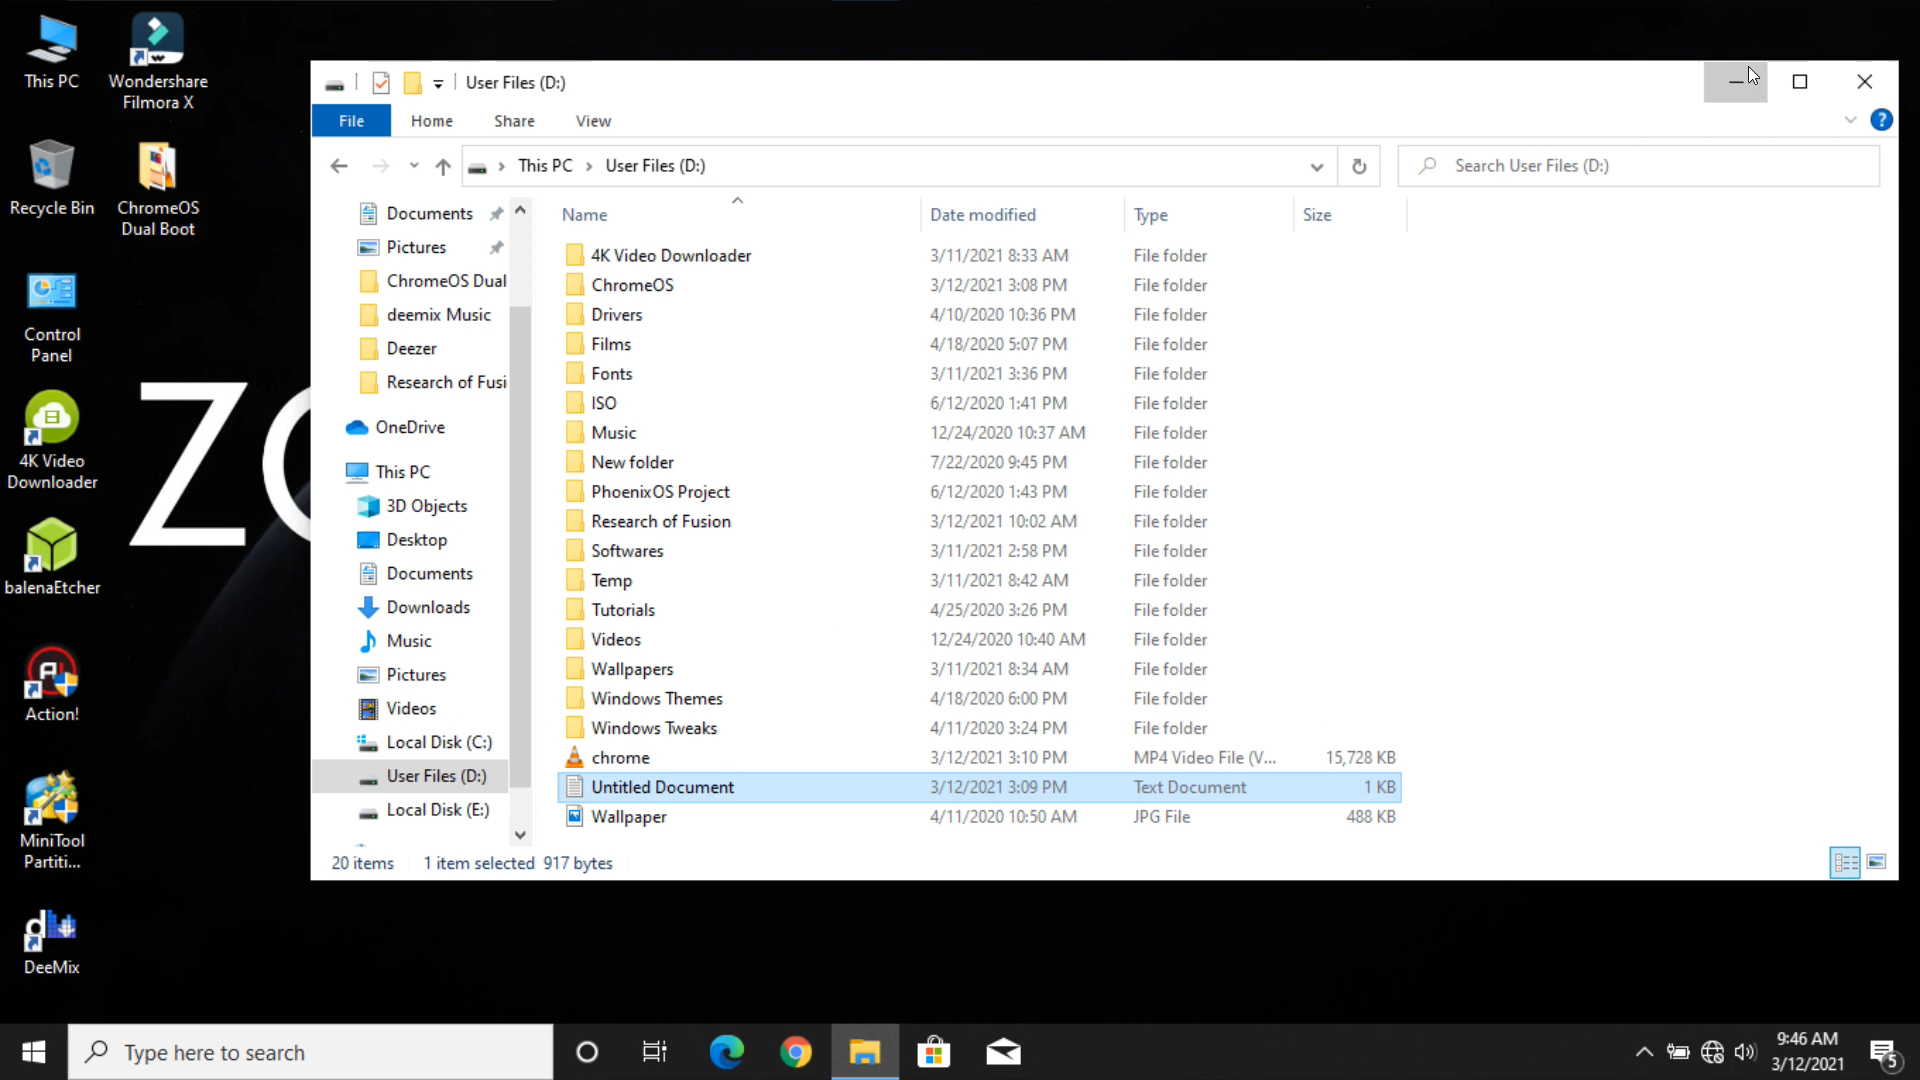 This PC
Wondershare
Filmora X
Recycle Bin
ChromeOS
Dual Boot
Control
Panel
4K Video
Downloader
balenaEtcher
Action!
MiniTool
Partiti...
DeeMix
User Files (D:)
File Home Share View
This PC › User Files (D:)
Search User Files (D:)
Documents
Pictures
ChromeOS Dual
deemix Music
Deezer
Research of Fusi
OneDrive
This PC
3D Objects
Desktop
Documents
Downloads
Music
Pictures
Videos
Local Disk (C:)
User Files (D:)
Local Disk (E:)
Name Date modified Type Size
4K Video Downloader 3/11/2021 8:33 AM File folder
ChromeOS 3/12/2021 3:08 PM File folder
Drivers 4/10/2020 10:36 PM File folder
Films 4/18/2020 5:07 PM File folder
Fonts 3/11/2021 3:36 PM File folder
ISO 6/12/2020 1:41 PM File folder
Music 12/24/2020 10:37 AM File folder
New folder 7/22/2020 9:45 PM File folder
PhoenixOS Project 6/12/2020 1:43 PM File folder
Research of Fusion 3/12/2021 10:02 AM File folder
Softwares 3/11/2021 2:58 PM File folder
Temp 3/11/2021 8:42 AM File folder
Tutorials 4/25/2020 3:26 PM File folder
Videos 12/24/2020 10:40 AM File folder
Wallpapers 3/11/2021 8:34 AM File folder
Windows Themes 4/18/2020 6:00 PM File folder
Windows Tweaks 4/11/2020 3:24 PM File folder
chrome 3/12/2021 3:10 PM MP4 Video File (V... 15,728 KB
Untitled Document 3/12/2021 3:09 PM Text Document 1 KB
Wallpaper 4/11/2020 10:50 AM JPG File 488 KB
20 items 1 item selected 917 bytes
Type here to search
9:46 AM
3/12/2021
5